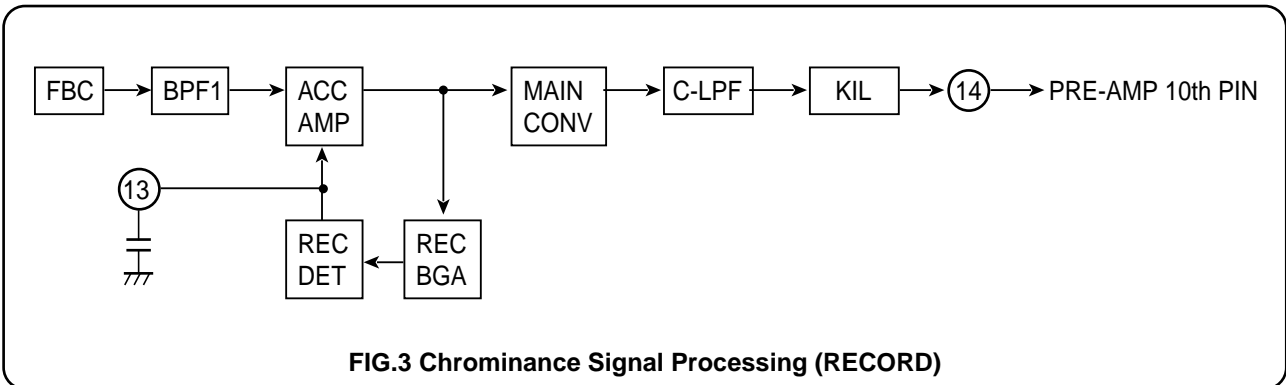 FBC
BPF1
ACC
AMP
MAIN
CONV
C-LPF
KIL
14
PRE-AMP 10th PIN
13
REC
DET
REC
BGA
FIG.3 Chrominance Signal Processing (RECORD)